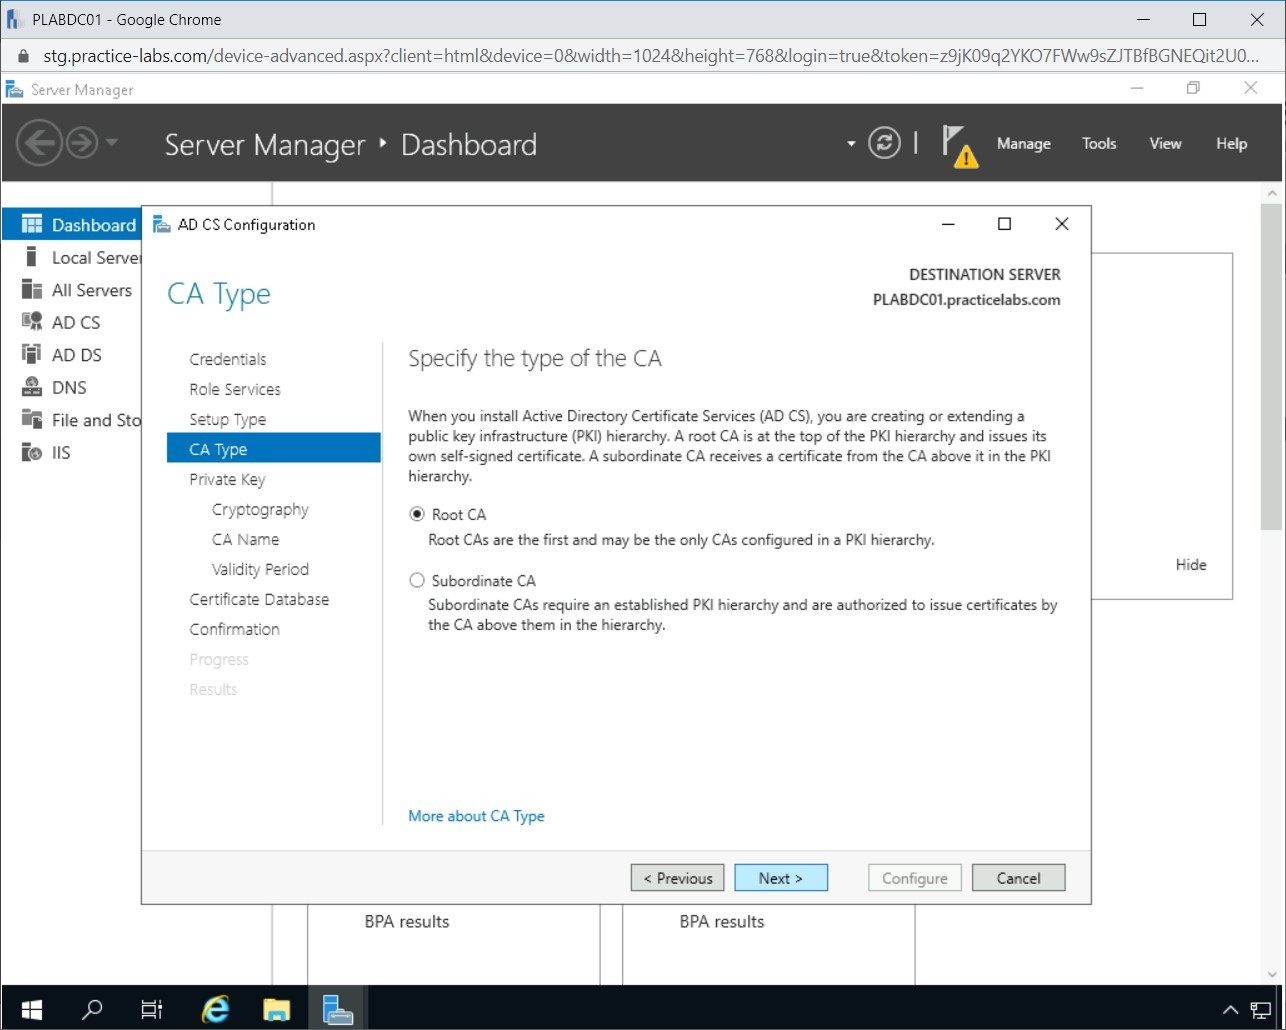 PLABDC01 - Google Chrome
stg.practice-labs.com/device-advanced.aspx?client=html&device=0&width=1024&height=768&login=true&token=z9jK09q2YKO7FWw9sZJTBfBGNEQit2U0...
Server Manager
Server Manager ‣ Dashboard
Manage
Tools
View
Help
Dashboard
Local Server
All Servers
AD CS
AD DS
DNS
File and Sto
IIS
AD CS Configuration
CA Type
DESTINATION SERVER
PLABDC01.practicelabs.com
Credentials
Role Services
Setup Type
CA Type
Private Key
Cryptography
CA Name
Validity Period
Certificate Database
Confirmation
Progress
Results
Specify the type of the CA
When you install Active Directory Certificate Services (AD CS), you are creating or extending a
public key infrastructure (PKI) hierarchy. A root CA is at the top of the PKI hierarchy and issues its
own self-signed certificate. A subordinate CA receives a certificate from the CA above it in the PKI
hierarchy.
Root CA
Root CAs are the first and may be the only CAs configured in a PKI hierarchy.
Subordinate CA
Subordinate CAs require an established PKI hierarchy and are authorized to issue certificates by
the CA above them in the hierarchy.
More about CA Type
< Previous
Next >
Configure
Cancel
Hide
BPA results
BPA results